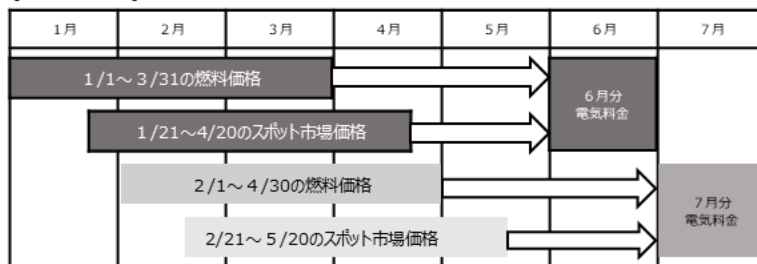 1月 2月 3月 4月 5月 6月 7月
1/1～3/31の燃料価格
6月分
電気料金
1/21～4/20のスポット市場価格
2/1～4/30の燃料価格
7月分
電気料金
2/21～5/20のスポット市場価格